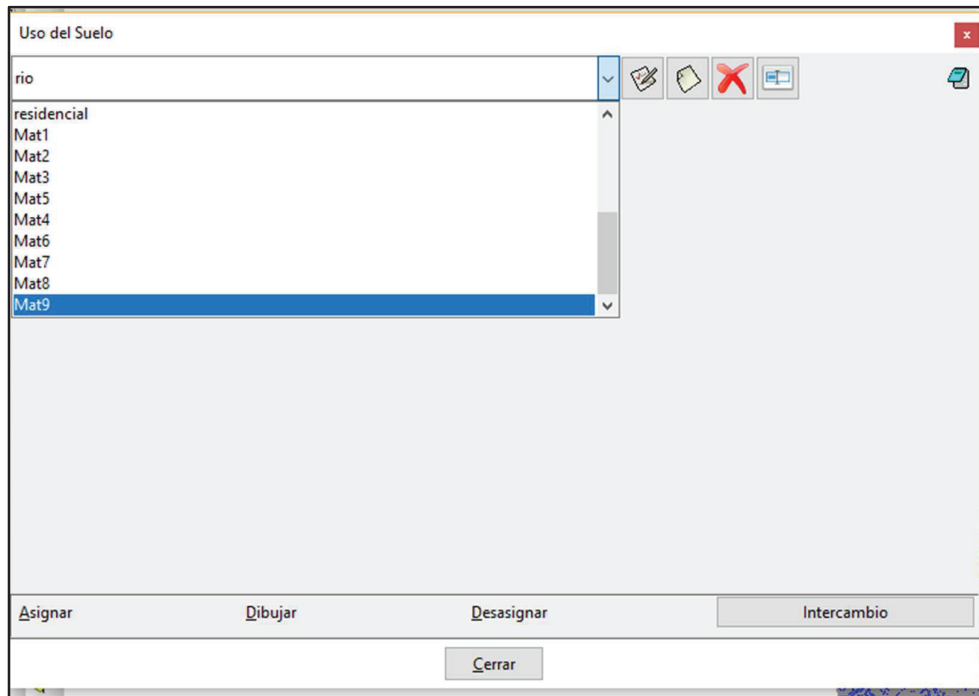 Uso del Suelo
x
rio
residencial
Mat1
Mat2
Mat3
Mat5
Mat4
Mat6
Mat7
Mat8
Mat9
Asignar Dibujar Desasignar Intercambio
Cerrar